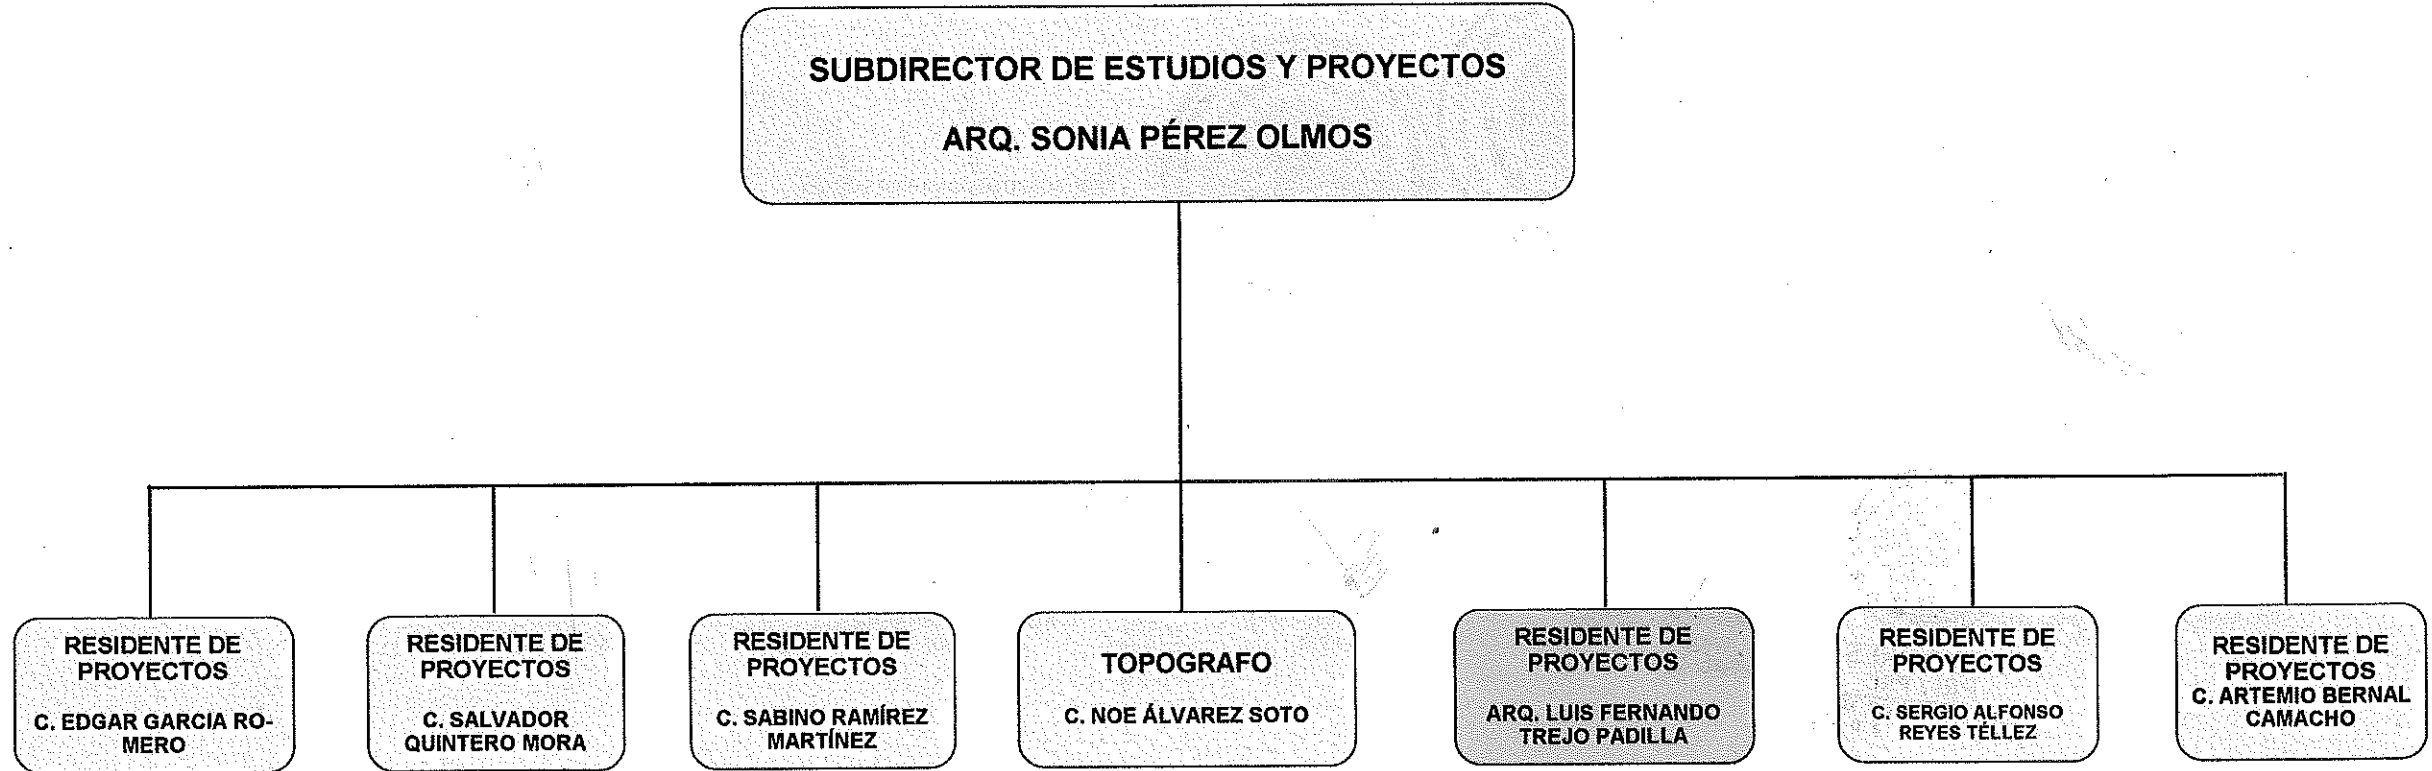 SUBDIRECTOR DE ESTUDIOS Y PROYECTOS
ARQ. SONIA PÉREZ OLMOS
RESIDENTE DE
PROYECTOS
C. EDGAR GARCIA RO-
MERO
RESIDENTE DE
PROYECTOS
C. SALVADOR
QUINTERO MORA
RESIDENTE DE
PROYECTOS
C. SABINO RAMÍREZ
MARTÍNEZ
TOPOGRAFO
C. NOE ÁLVAREZ SOTO
RESIDENTE DE
PROYECTOS
ARQ. LUIS FERNANDO
TREJO PADILLA
RESIDENTE DE
PROYECTOS
C. SERGIO ALFONSO
REYES TÉLLEZ
RESIDENTE DE
PROYECTOS
C. ARTEMIO BERNAL
CAMACHO